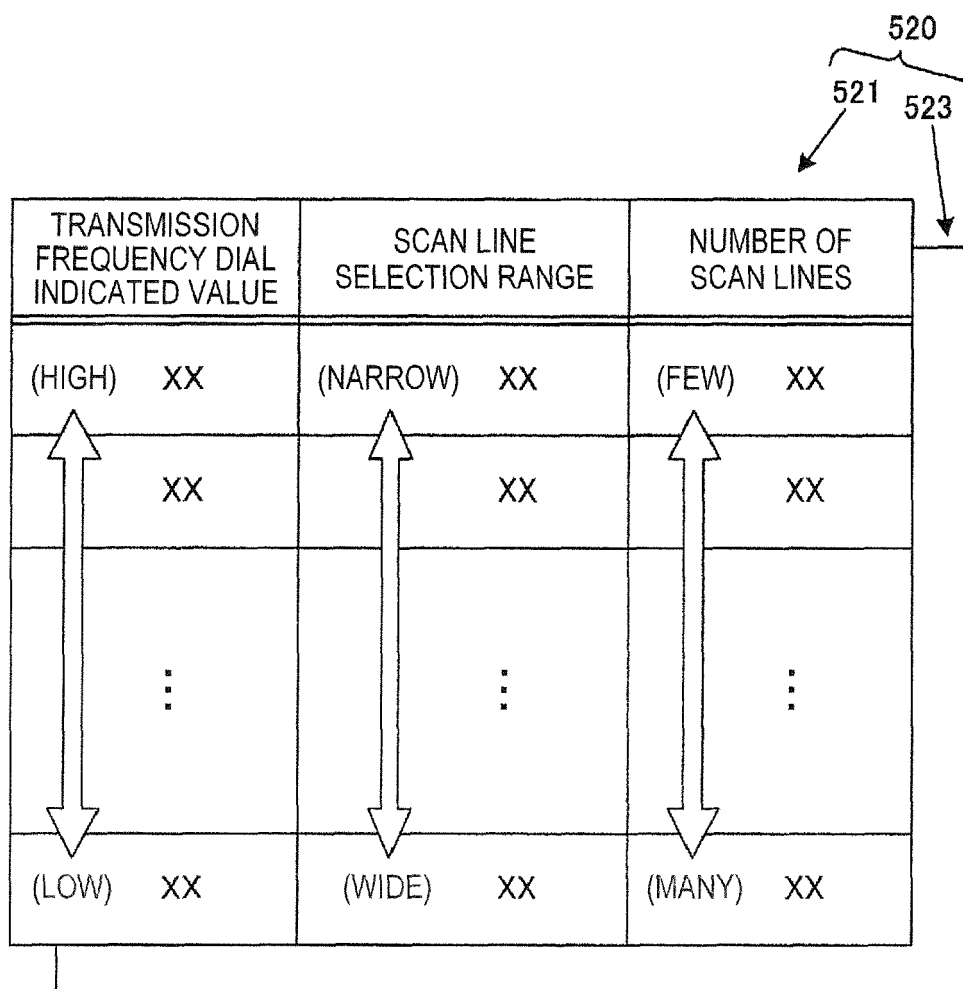 520
521
523
TRANSMISSION
FREQUENCY DIAL
INDICATED VALUE
SCAN LINE
SELECTION RANGE
NUMBER OF
SCAN LINES
(HIGH) XX
(NARROW) XX
(FEW) XX
XX
XX
XX
(LOW) XX
(WIDE) XX
(MANY) XX